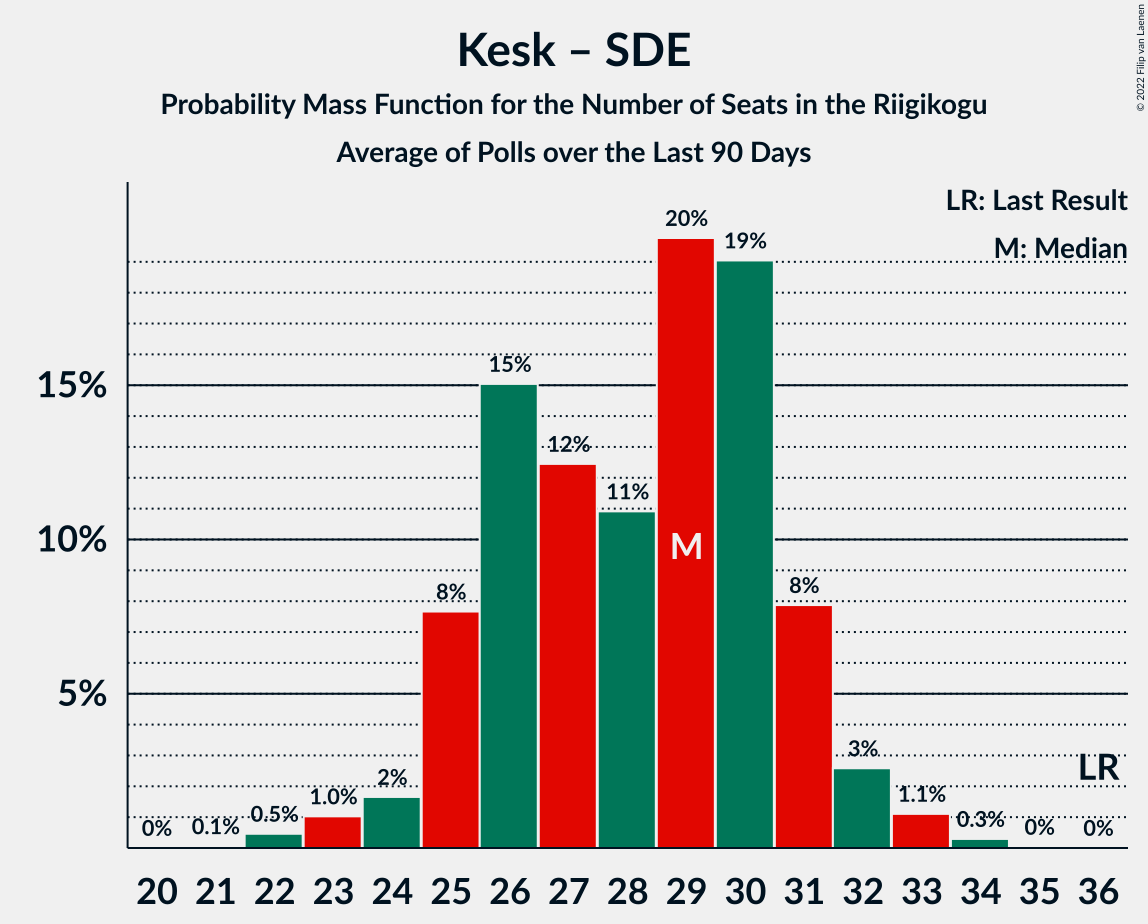 Kesk – SDE
Probability Mass Function for the Number of Seats in the Riigikogu
Average of Polls over the Last 90 Days
© 2022 Filip van Laenen
LR: Last Result
M: Median
15%
10%
5%
0%
0.1%
0.5%
1.0%
2%
8%
15%
12%
11%
20%
19%
8%
3%
1.1%
0.3%
0%
0%
M
LR
20 21 22 23 24 25 26 27 28 29 30 31 32 33 34 35 36